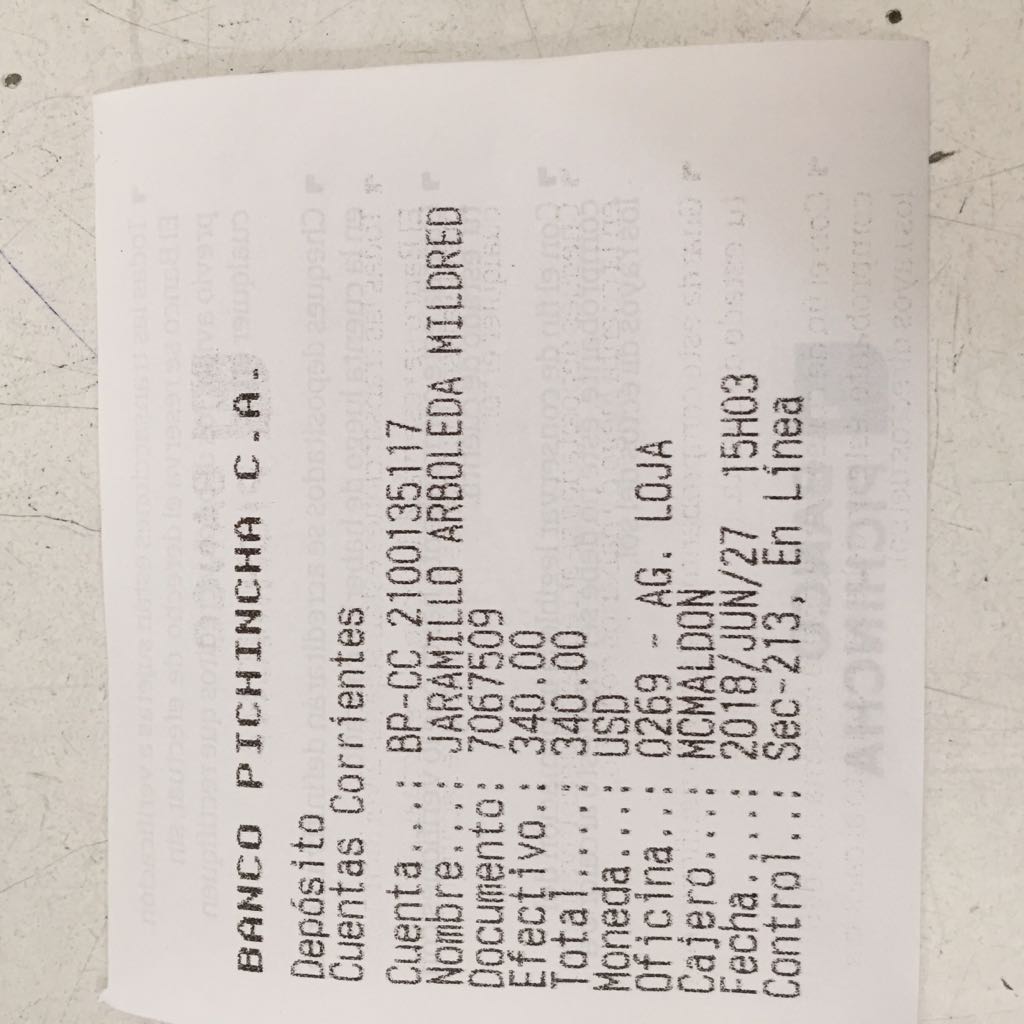 BANCO PICHINCHA C.A.
Depósito
Cuentas Corrientes
Cuenta...: BP-CC 2100135117
Nombre...: JARAMILLO ARBOLEDA MILDRED
Documento: 7067509
Efectivo.: 340.00
Total....: 340.00
Moneda...: USD
Oficina..: 0269 - AG. LOJA
Cajero...: MCMALDON
Fecha....: 2018/JUN/27 15H03
Control..: Sec-213, En Línea